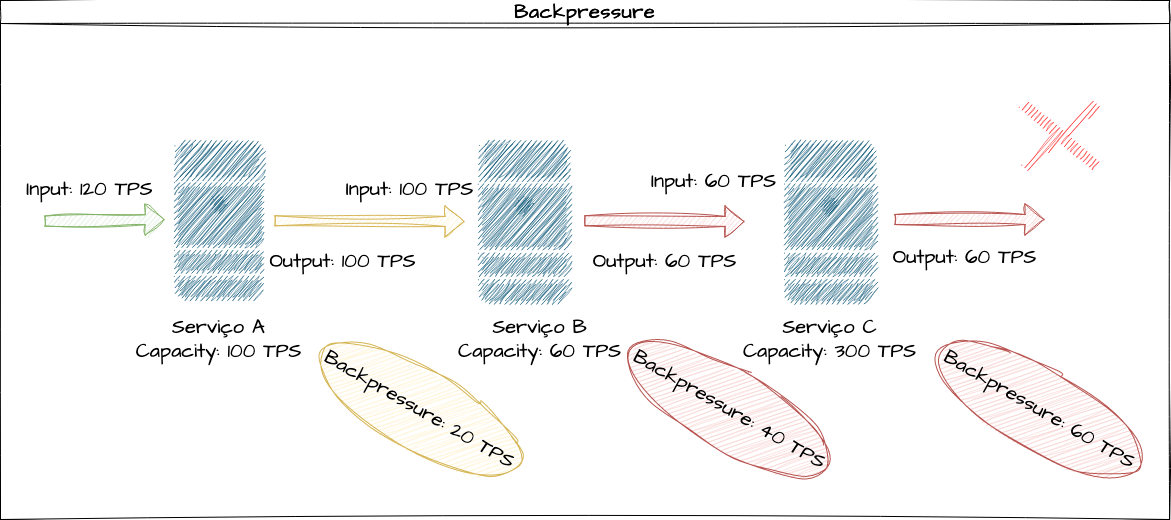 Backpressure
Input: 120 TPS
Input: 100 TPS
Input: 60 TPS
Output: 100 TPS
Output: 60 TPS
Output: 60 TPS
Serviço A
Capacity: 100 TPS
Serviço B
Capacity: 60 TPS
Serviço C
Capacity: 300 TPS
Backpressure: 20 TPS
Backpressure: 40 TPS
Backpressure: 60 TPS